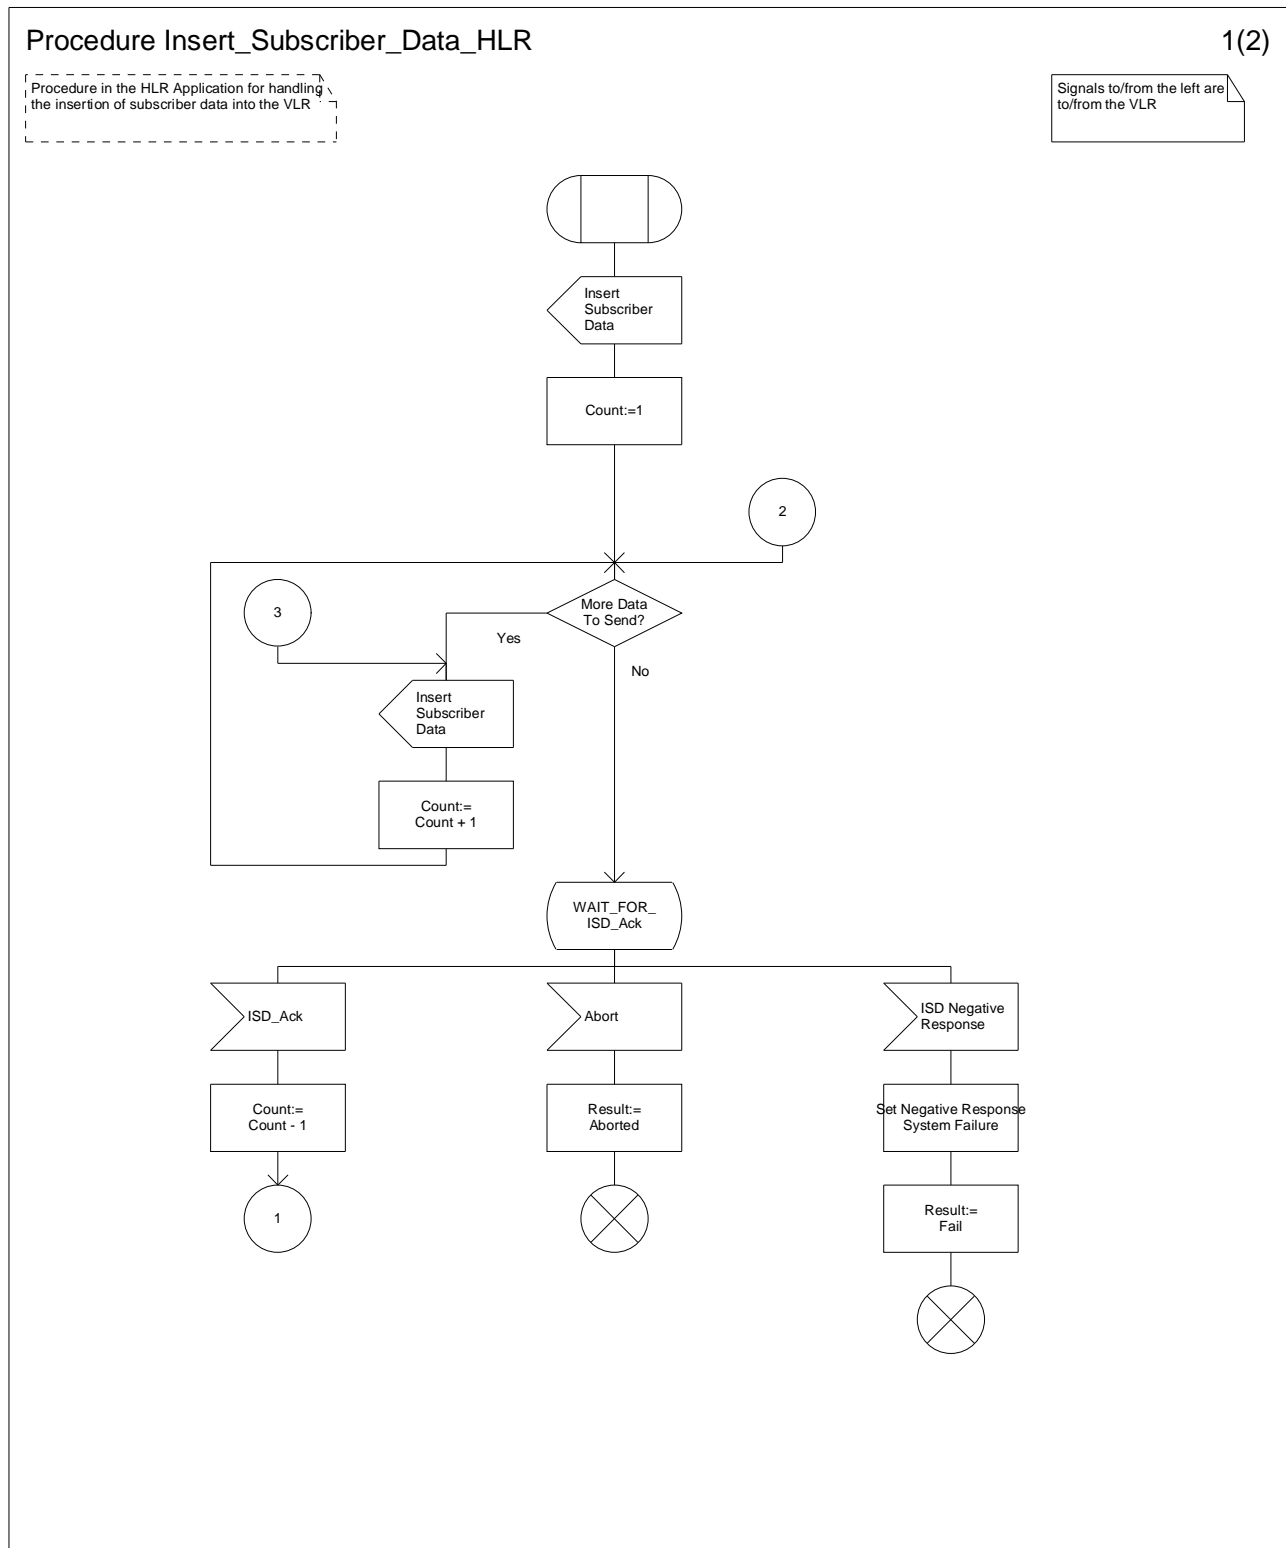 Procedure Insert_Subscriber_Data_HLR
1(2)
Procedure in the HLR Application for handling
the insertion of subscriber data into the VLR
Signals to/from the left are
to/from the VLR
Insert
Subscriber
Data
Count:=1
2
3
More Data
To Send?
Yes
No
Insert
Subscriber
Data
Count:=
Count + 1
WAIT_FOR_
ISD_Ack
ISD_Ack
Abort
ISD Negative
Response
Count:=
Count - 1
Result:=
Aborted
Set Negative Response
System Failure
1
Result:=
Fail